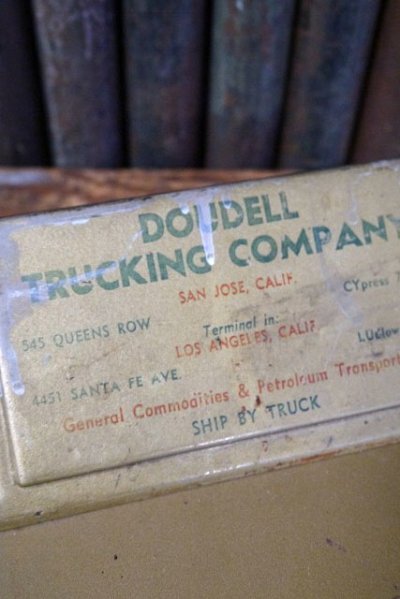 DOUDELL
TRUCKING COMPANY
SAN JOSE, CALIF.
545 QUEENS ROW CYpress
Terminal in:
LOS ANGELES, CALIF.
4451 SANTA FE AVE.
General Commodities & Petroleum Transport
SHIP BY TRUCK